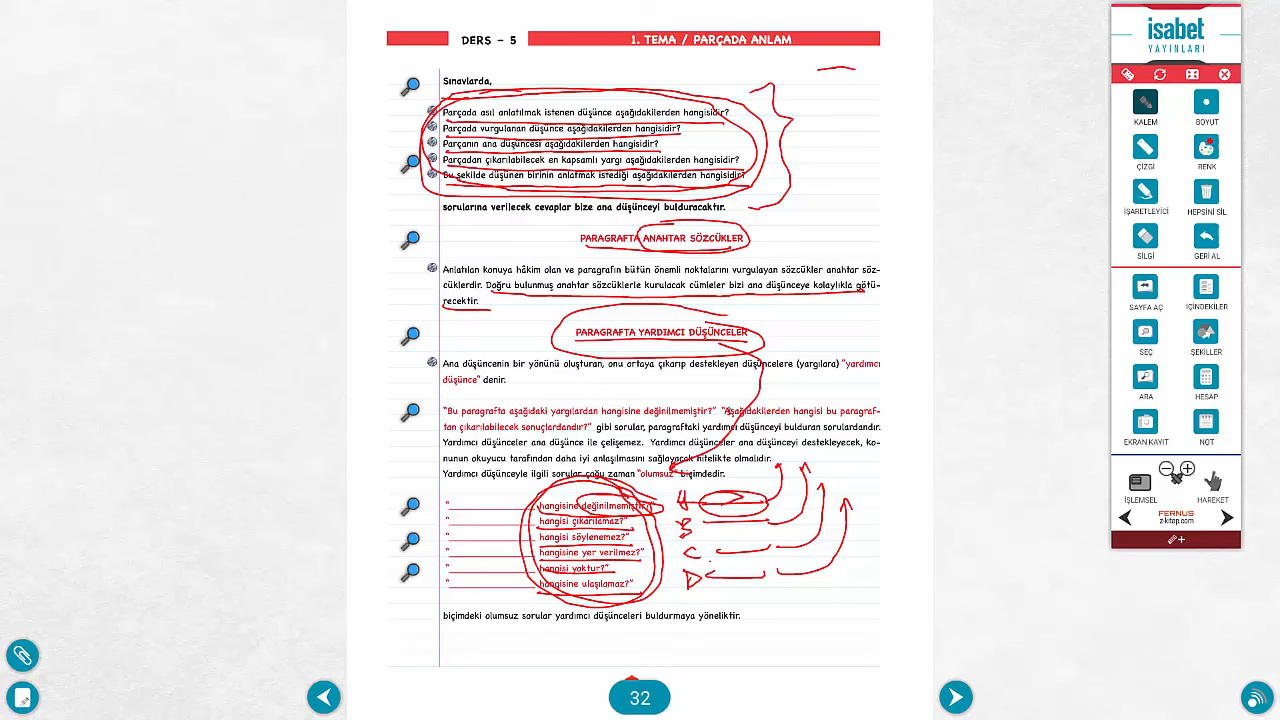 DERS - 5
1. TEMA / PARÇADA ANLAM
Sınavlarda,
Parçada asıl anlatılmak istenen düşünce aşağıdakilerden hangisidir?
Parçada vurgulanan düşünce aşağıdakilerden hangisidir?
Parçanın ana düşüncesi aşağıdakilerden hangisidir?
Parçadan çıkarılabilecek en kapsamlı yargı aşağıdakilerden hangisidir?
Bu şekilde düşünen birinin anlatmak istediği aşağıdakilerden hangisidir?
sorularına verilecek cevaplar bize ana düşünceyi bulduracaktır.
PARAGRAFTA ANAHTAR SÖZCÜKLER
Anlatılan konuya hâkim olan ve paragrafın bütün önemli noktalarını vurgulayan sözcükler anahtar söz-
cüklerdir. Doğru bulunmuş anahtar sözcüklerle kurulacak cümleler bizi ana düşünceye kolaylıkla götü-
recektir.
PARAGRAFTA YARDIMCI DÜŞÜNCELER
Ana düşüncenin bir yönünü oluşturan, onu ortaya çıkarıp destekleyen düşüncelere (yargılara) "yardımcı
düşünce" denir.
"Bu paragrafta aşağıdaki yargılardan hangisine değinilmemiştir?" "Aşağıdakilerden hangisi bu paragraf-
tan çıkarılabilecek sonuçlardandır?" gibi sorular, paragraftaki yardımcı düşünceyi bulduran sorulardandır.
Yardımcı düşünceler ana düşünce ile çelişemez. Yardımcı düşünceler ana düşünceyi destekleyecek, ko-
nunun okuyucu tarafından daha iyi anlaşılmasını sağlayacak nitelikte olmalıdır.
Yardımcı düşünceyle ilgili sorular çoğu zaman "olumsuz" biçimdedir.
"__________________ hangisine değinilmemiştir?" A
"__________________ hangisi çıkarılamaz?" B
"__________________ hangisi söylenemez?"
"__________________ hangisine yer verilmez?" C
"__________________ hangisi yoktur?" D
"__________________ hangisine ulaşılamaz?"
biçimdeki olumsuz sorular yardımcı düşünceleri buldurmaya yöneliktir.
32
isabet
YAYINLARI
KALEM
BOYUT
ÇİZGİ
RENK
İŞARETLEYİCİ
HEPSİNİ SİL
SİLGİ
GERİ AL
SAYFA AÇ
İÇİNDEKİLER
SEÇ
ŞEKİLLER
ARA
HESAP
EKRAN KAYIT
NOT
İŞLEMSEL
HAREKET
FERNUS
z-kitap.com